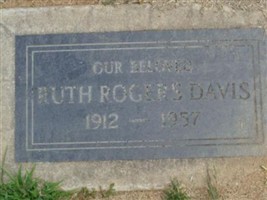 OUR BELOVED
RUTH ROGERS DAVIS
1912 — 1957